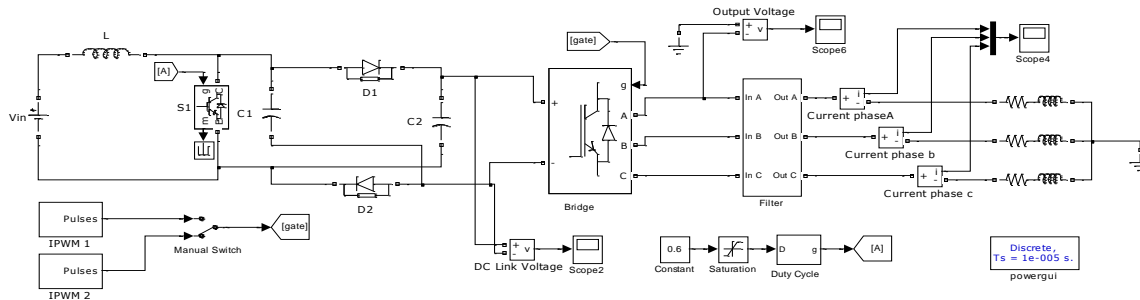 L
Vin
[A]
g
C
S1
m
E
C1
D1
C2
D2
[gate]
+
-
g
A
B
C
Bridge
Output Voltage
+
-
v
Scope6
In A
In B
In C
Out A
Out B
Out C
Filter
+
i
-
Current phaseA
+
i
-
Current phase b
+
i
-
Current phase c
Scope4
Pulses
IPWM 1
Pulses
IPWM 2
Manual Switch
[gate]
+
-
v
DC Link Voltage
Scope2
0.6
Constant
Saturation
D
g
Duty Cycle
[A]
Discrete,
Ts = 1e-005 s.
powergui